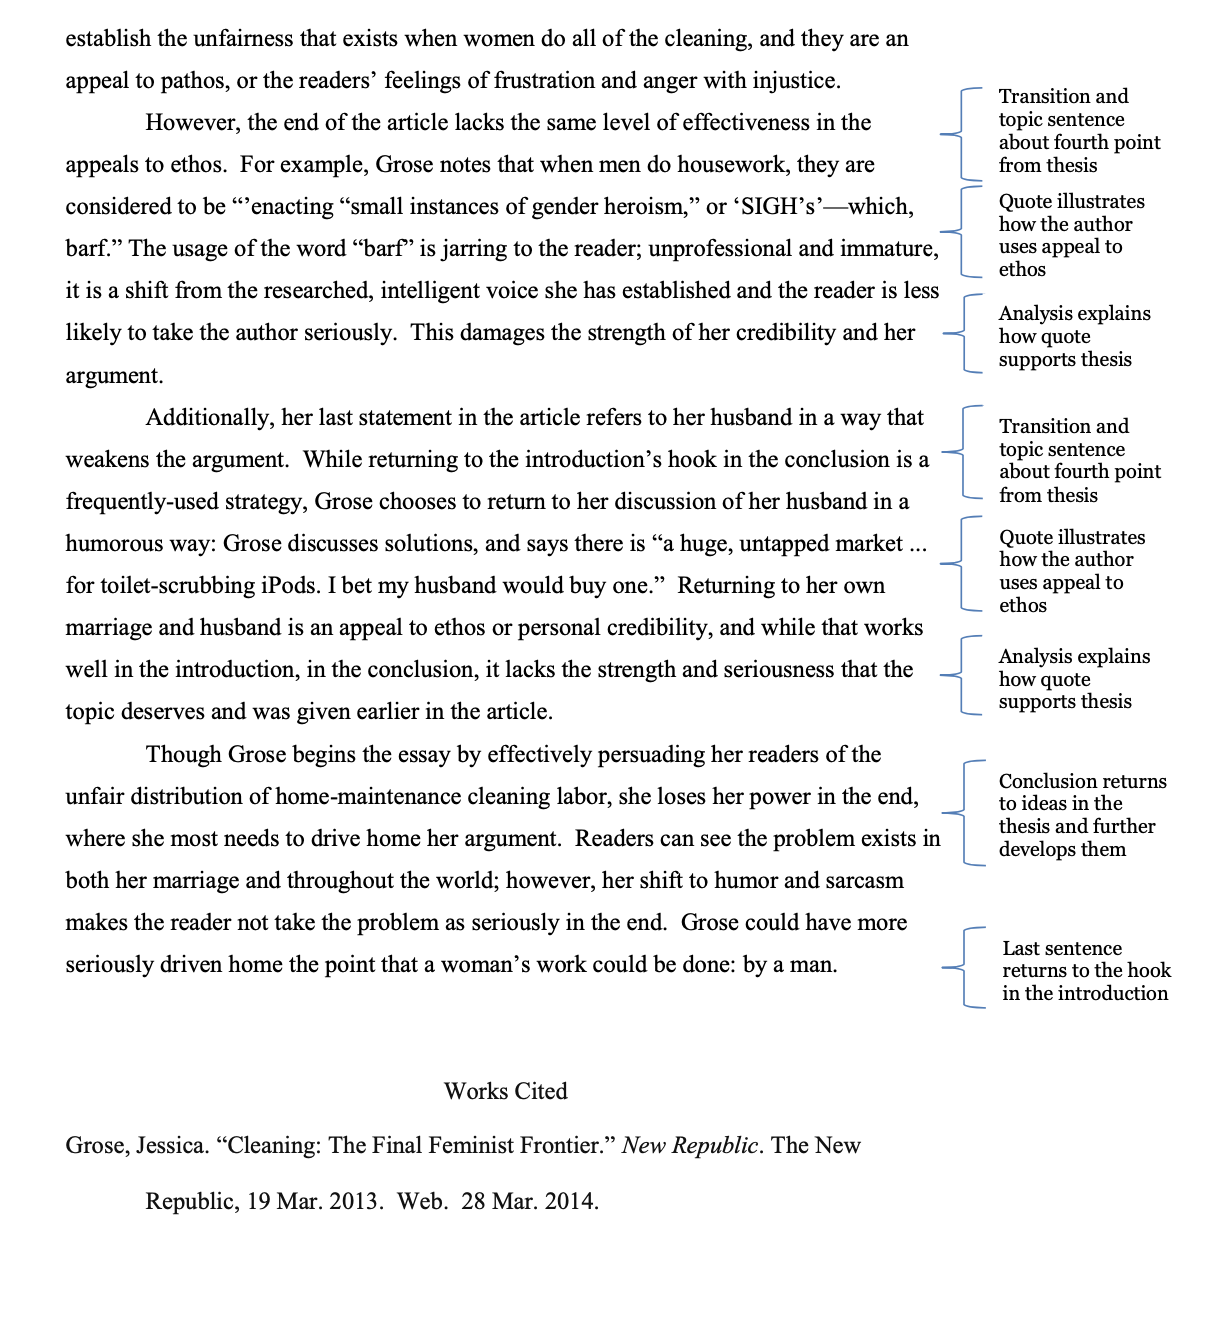 establish the unfairness that exists when women do all of the cleaning, and they are an
appeal to pathos, or the readers’ feelings of frustration and anger with injustice.
However, the end of the article lacks the same level of effectiveness in the
appeals to ethos.  For example, Grose notes that when men do housework, they are
considered to be “’enacting “small instances of gender heroism,” or ‘SIGH’s’—which,
barf.” The usage of the word “barf” is jarring to the reader; unprofessional and immature,
it is a shift from the researched, intelligent voice she has established and the reader is less
likely to take the author seriously.  This damages the strength of her credibility and her
argument.
Transition and
topic sentence
about fourth point
from thesis
Quote illustrates
how the author
uses appeal to
ethos
Analysis explains
how quote
supports thesis
Additionally, her last statement in the article refers to her husband in a way that
weakens the argument.  While returning to the introduction’s hook in the conclusion is a
frequently-used strategy, Grose chooses to return to her discussion of her husband in a
humorous way: Grose discusses solutions, and says there is “a huge, untapped market ...
for toilet-scrubbing iPods. I bet my husband would buy one.”  Returning to her own
marriage and husband is an appeal to ethos or personal credibility, and while that works
well in the introduction, in the conclusion, it lacks the strength and seriousness that the
topic deserves and was given earlier in the article.
Transition and
topic sentence
about fourth point
from thesis
Quote illustrates
how the author
uses appeal to
ethos
Analysis explains
how quote
supports thesis
Though Grose begins the essay by effectively persuading her readers of the
unfair distribution of home-maintenance cleaning labor, she loses her power in the end,
where she most needs to drive home her argument.  Readers can see the problem exists in
both her marriage and throughout the world; however, her shift to humor and sarcasm
makes the reader not take the problem as seriously in the end.  Grose could have more
seriously driven home the point that a woman’s work could be done: by a man.
Conclusion returns
to ideas in the
thesis and further
develops them
Last sentence
returns to the hook
in the introduction
Works Cited
Grose, Jessica. “Cleaning: The Final Feminist Frontier.” New Republic. The New
Republic, 19 Mar. 2013.  Web.  28 Mar. 2014.